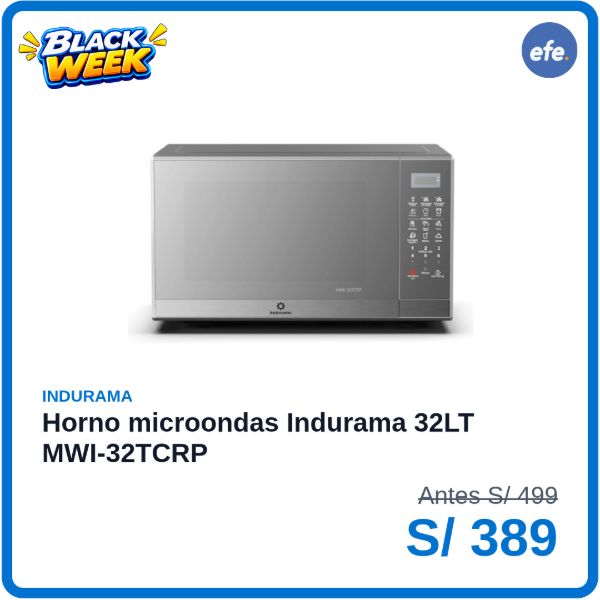 BLACK
WEEK
efe.
INDURAMA
Horno microondas Indurama 32LT
MWI-32TCRP
Antes S/ 499
S/ 389